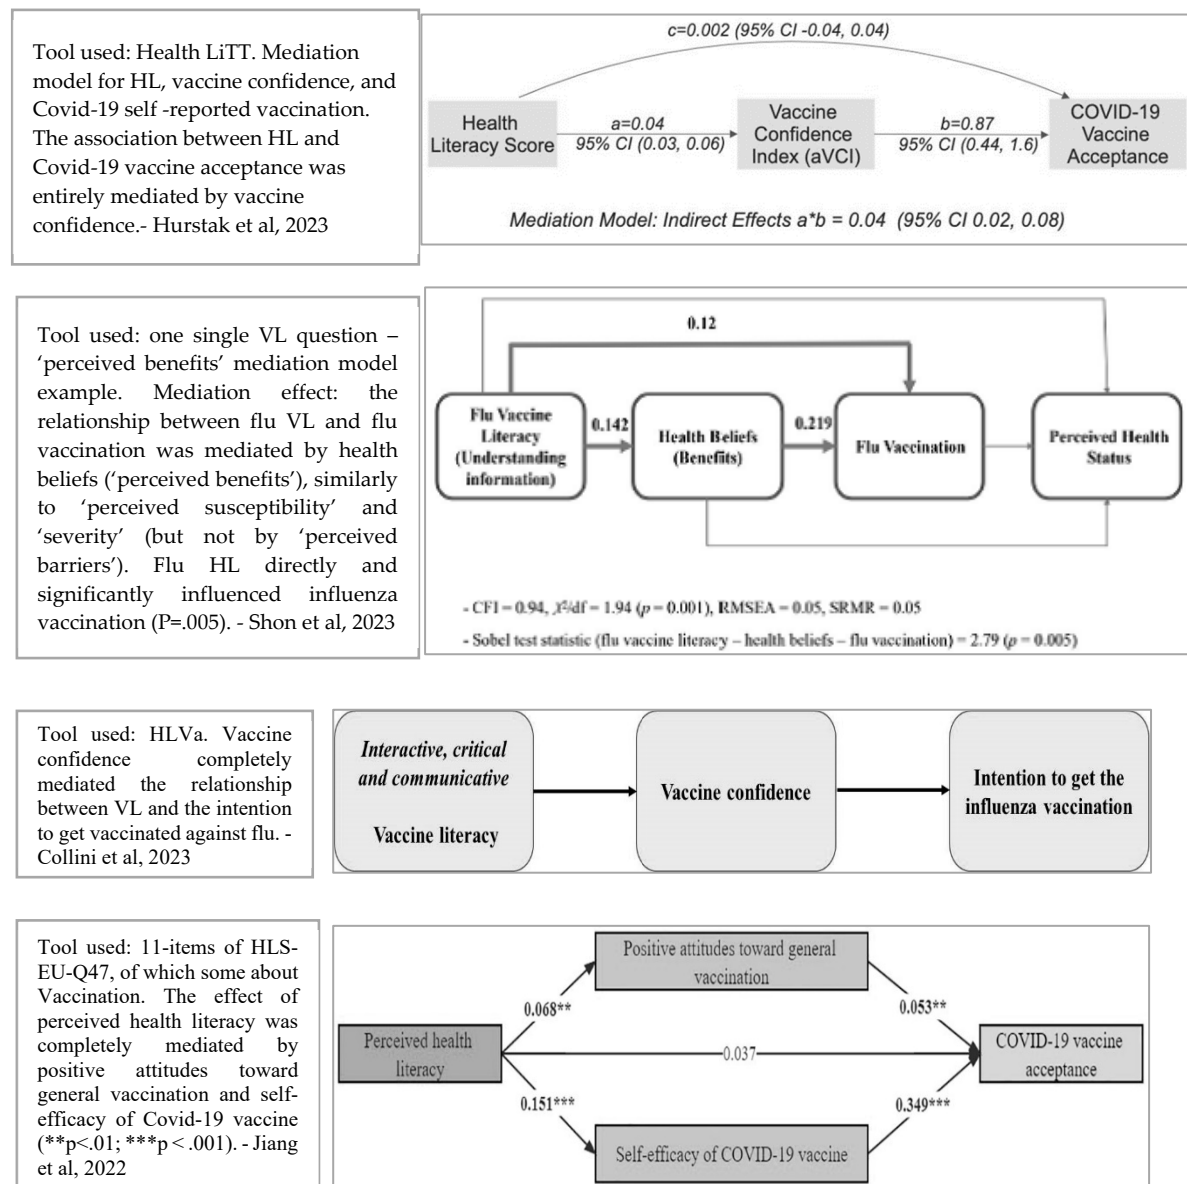 Tool used: Health LiTT. Mediation
model for HL, vaccine confidence, and
Covid-19 self -reported vaccination.
The association between HL and
Covid-19 vaccine acceptance was
entirely mediated by vaccine
confidence.- Hurstak et al, 2023
c=0.002 (95% CI -0.04, 0.04)
Health
Literacy Score
a=0.04
95% CI (0.03, 0.06)
Vaccine
Confidence
Index (aVCI)
b=0.87
95% CI (0.44, 1.6)
COVID-19
Vaccine
Acceptance
Mediation Model: Indirect Effects a*b = 0.04 (95% CI 0.02, 0.08)
Tool used: one single VL question –
‘perceived benefits’ mediation model
example. Mediation effect: the
relationship between flu VL and flu
vaccination was mediated by health
beliefs (‘perceived benefits’), similarly
to ‘perceived susceptibility’ and
‘severity’ (but not by ‘perceived
barriers’). Flu HL directly and
significantly influenced influenza
vaccination (P=.005). - Shon et al, 2023
0.12
Flu Vaccine
Literacy
(Understanding
information)
0.142
Health Beliefs
(Benefits)
0.219
Flu Vaccination
Perceived Health
Status
- CFI = 0.94, χ²/df = 1.94 (p = 0.001), RMSEA = 0.05, SRMR = 0.05
- Sobel test statistic (flu vaccine literacy – health beliefs – flu vaccination) = 2.79 (p = 0.005)
Tool used: HLVa. Vaccine
confidence completely
mediated the relationship
between VL and the intention
to get vaccinated against flu. -
Collini et al, 2023
Interactive, critical
and communicative
Vaccine literacy
Vaccine confidence
Intention to get the
influenza vaccination
Tool used: 11-items of HLS-
EU-Q47, of which some about
Vaccination. The effect of
perceived health literacy was
completely mediated by
positive attitudes toward
general vaccination and self-
efficacy of Covid-19 vaccine
(**p<.01; ***p < .001). - Jiang
et al, 2022
Positive attitudes toward general
vaccination
0.068**
0.053**
Perceived health
literacy
0.037
COVID-19 vaccine
acceptance
0.151***
0.349***
Self-efficacy of COVID-19 vaccine